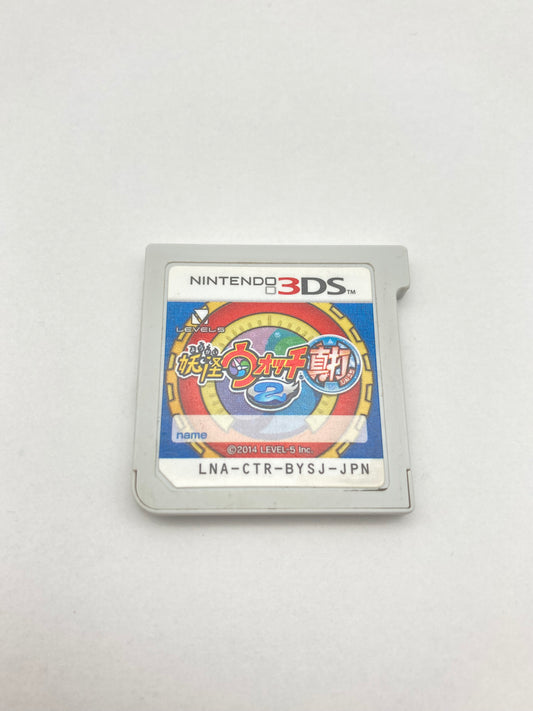 NINTENDO 3DS™
LEVEL5
妖怪ウォッチ2 真打
name
©2014 LEVEL-5 Inc.
LNA-CTR-BYSJ-JPN